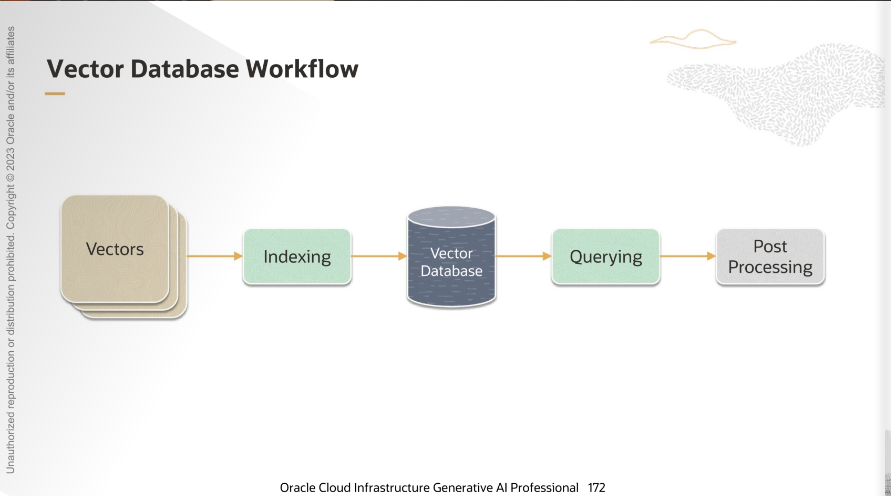 Vector Database Workflow
Vectors
Indexing
Vector
Database
Querying
Post
Processing
Unauthorized reproduction or distribution prohibited. Copyright © 2023 Oracle and/or its affiliates
Oracle Cloud Infrastructure Generative AI Professional 172